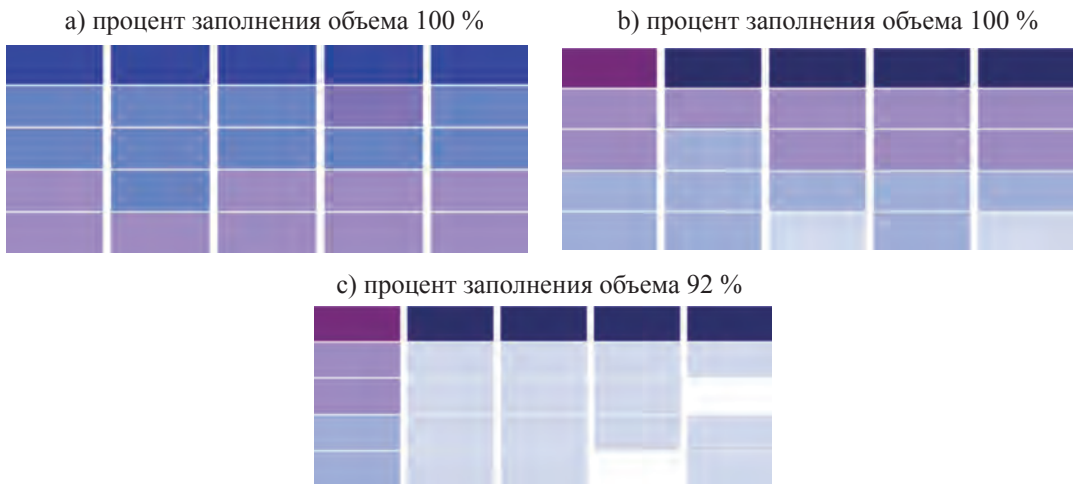 a) процент заполнения объема 100 %
b) процент заполнения объема 100 %
c) процент заполнения объема 92 %